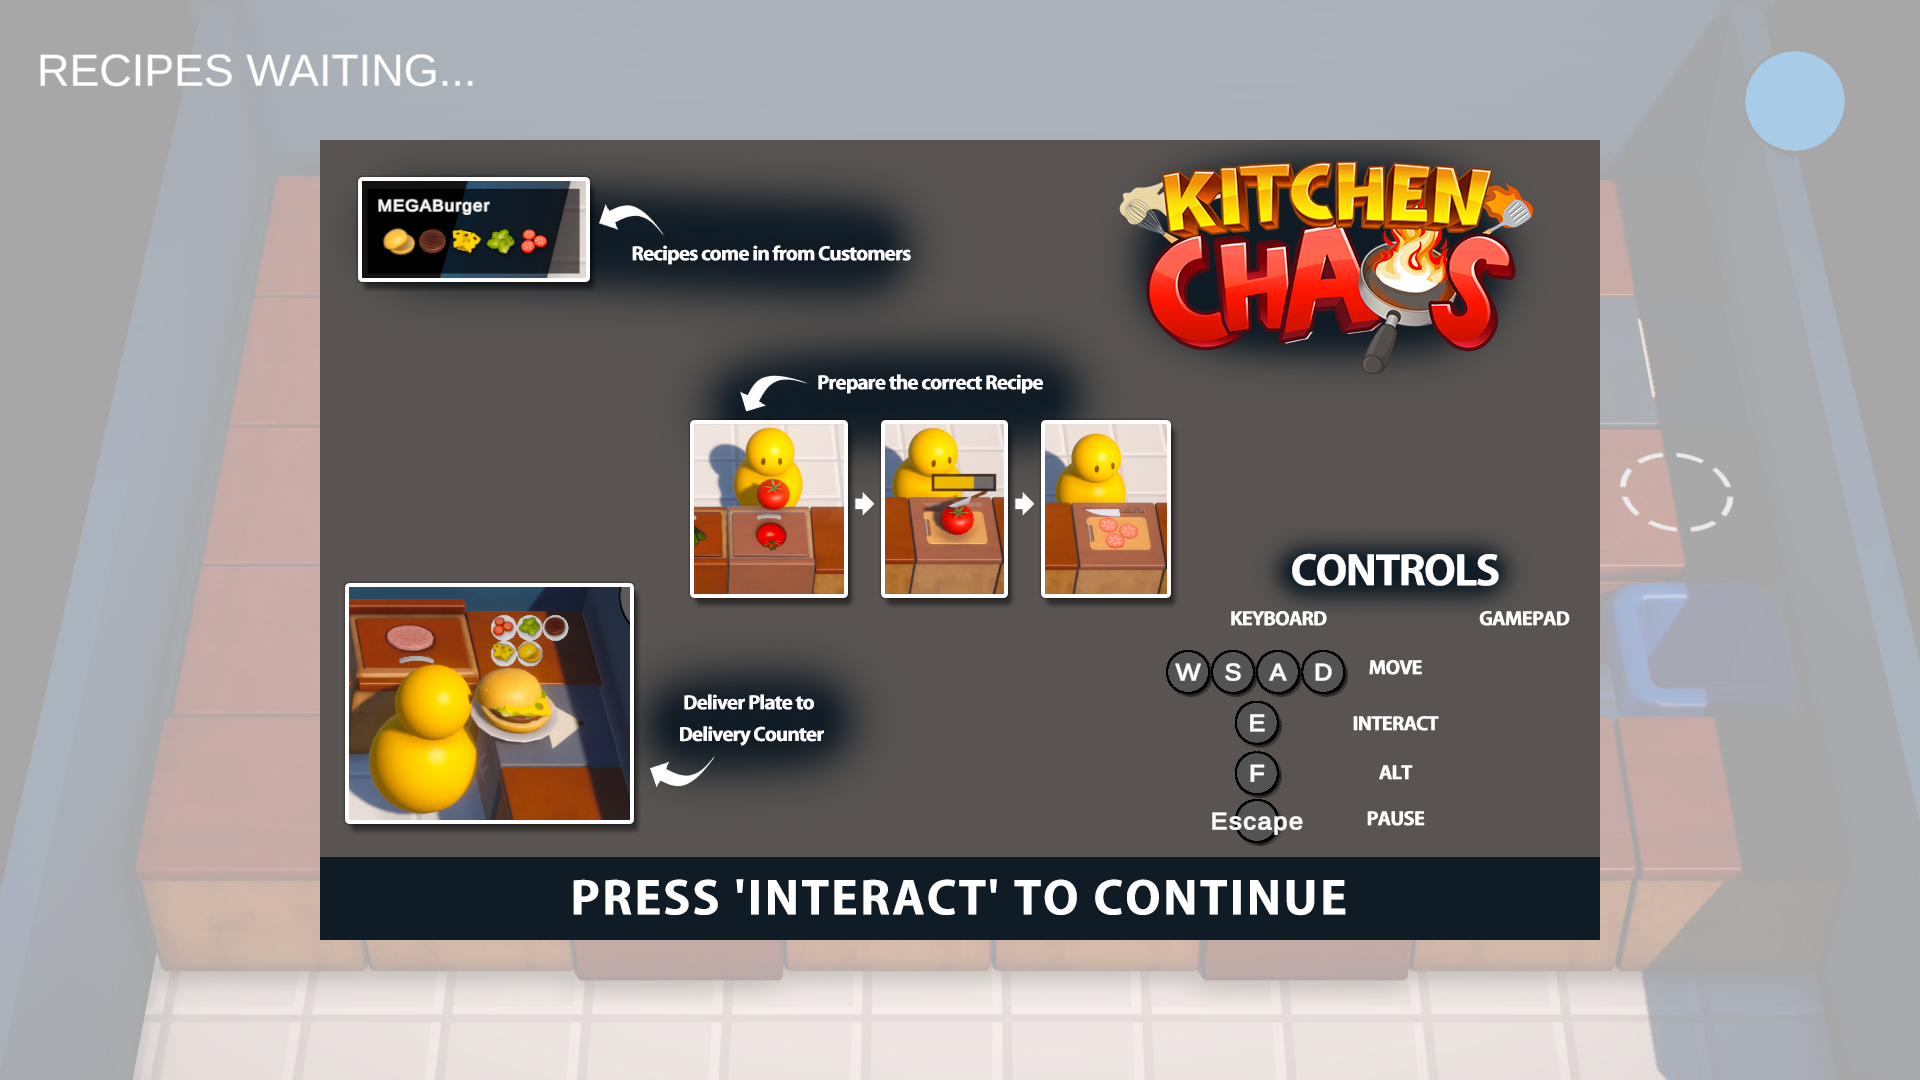 RECIPES WAITING...
MEGABurger
Recipes come in from Customers
KITCHEN
CHAOS
Prepare the correct Recipe
Deliver Plate to
Delivery Counter
CONTROLS
KEYBOARD GAMEPAD
W S A D MOVE
E INTERACT
F ALT
Escape PAUSE
PRESS 'INTERACT' TO CONTINUE